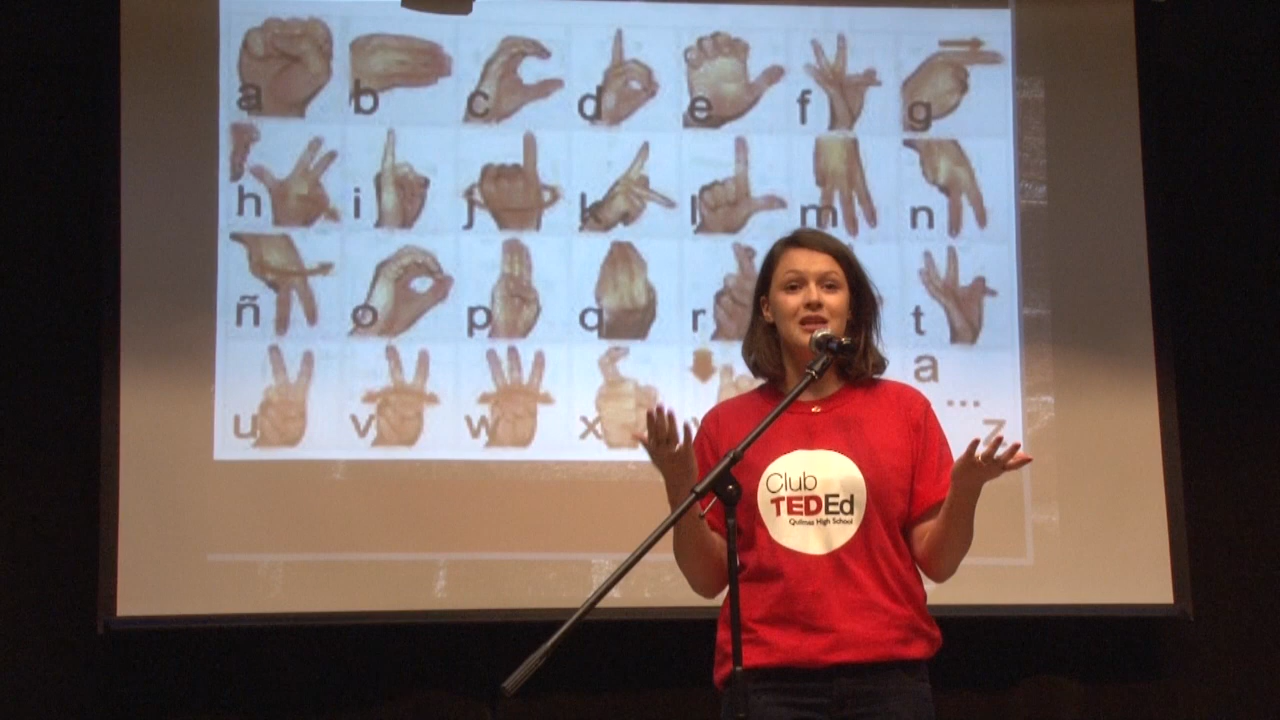 a b c d e f g
h i j k l m n
ñ o p q r t
u v w x a
... z
Club
TEDEd
Quilmes High School